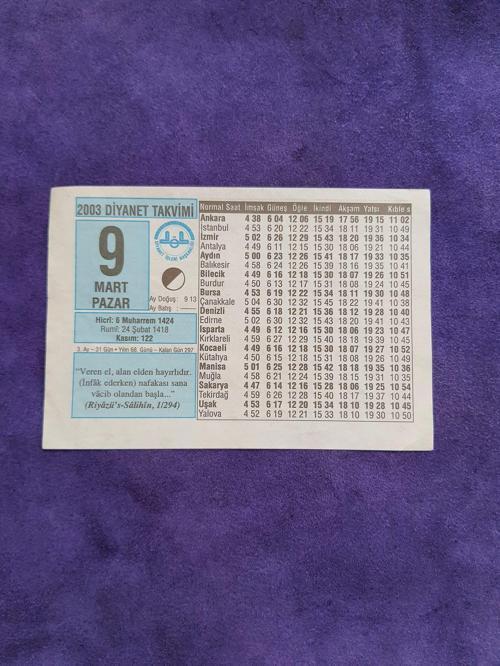 2003 DİYANET TAKVİMİ
9
MART
PAZAR
Ay Doğuş: 9 13
Ay Batış :
Hicrî: 6 Muharrem 1424
Rumî: 24 Şubat 1418
Kasım: 122
3. Ay – 31 Gün • Yılın 68. Günü – Kalan Gün 297
“Veren el, alan elden hayırlıdır.
(İnfâk ederken) nafakası sana
vâcib olandan başla...”
(Riyâzü's-Sâlihîn, 1/294)
Normal Saat İmsak Güneş Öğle İkindi Akşam Yatsı Kıble s
Ankara 4 38 6 04 12 06 15 19 17 56 19 15 11 02
İstanbul 4 53 6 20 12 22 15 34 18 11 19 31 10 49
İzmir 5 02 6 26 12 29 15 43 18 20 19 36 10 34
Antalya 4 49 6 11 12 15 15 30 18 06 19 21 10 44
Aydın 5 00 6 23 12 26 15 41 18 17 19 33 10 35
Balıkesir 4 58 6 24 12 26 15 39 18 16 19 35 10 41
Bilecik 4 49 6 16 12 18 15 30 18 07 19 26 10 51
Burdur 4 50 6 13 12 17 15 31 18 08 19 24 10 45
Bursa 4 53 6 19 12 22 15 34 18 11 19 30 10 48
Çanakkale 5 04 6 30 12 32 15 45 18 22 19 41 10 38
Denizli 4 55 6 18 12 21 15 36 18 12 19 28 10 40
Edirne 5 02 6 30 12 32 15 43 18 20 19 41 10 43
Isparta 4 49 6 12 12 16 15 30 18 06 19 23 10 47
Kırklareli 4 59 6 27 12 29 15 40 18 17 19 38 10 45
Kocaeli 4 49 6 16 12 18 15 30 18 07 19 27 10 52
Kütahya 4 50 6 15 12 18 15 31 18 08 19 26 10 49
Manisa 5 01 6 25 12 28 15 42 18 18 19 35 10 36
Muğla 4 58 6 21 12 24 15 39 18 15 19 30 10 35
Sakarya 4 47 6 14 12 16 15 28 18 06 19 25 10 54
Tekirdağ 4 59 6 26 12 28 15 40 18 17 19 37 10 44
Uşak 4 53 6 17 12 20 15 34 18 10 19 28 10 45
Yalova 4 52 6 19 12 21 15 33 18 10 19 30 10 50